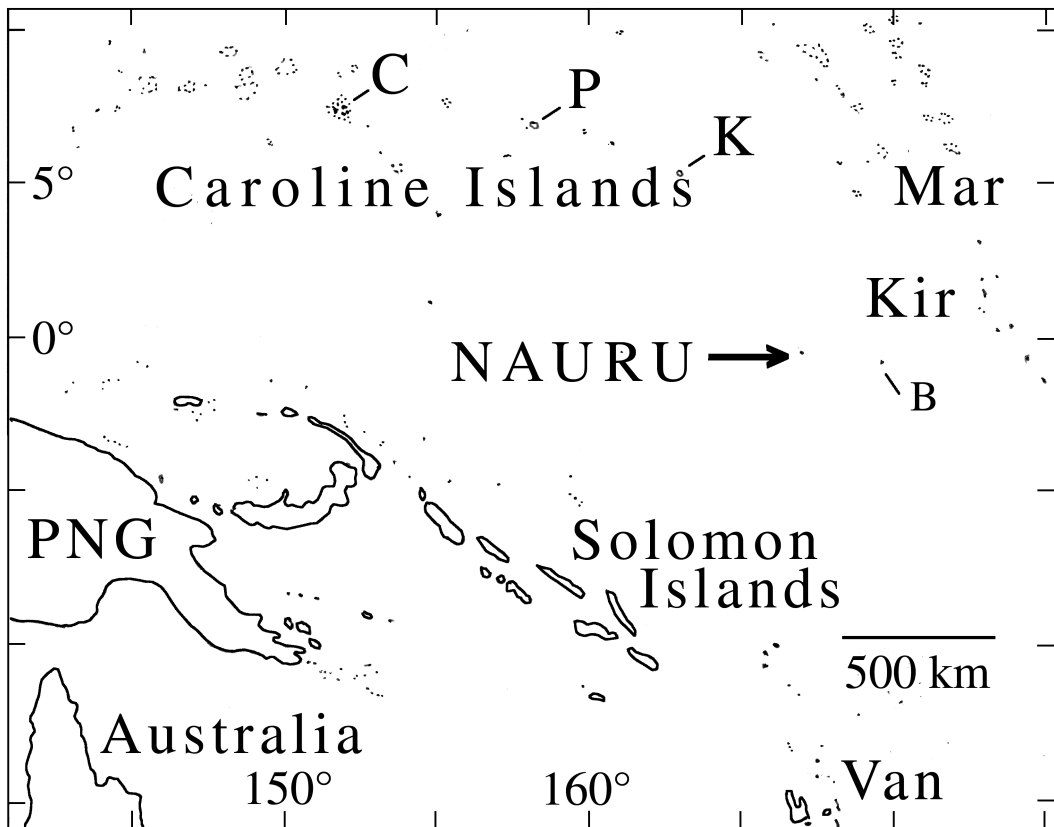 C
P
K
5°
Caroline Islands
Mar
Kir
0°
NAURU
B
PNG
Solomon
Islands
500 km
Australia
Van
150°
160°